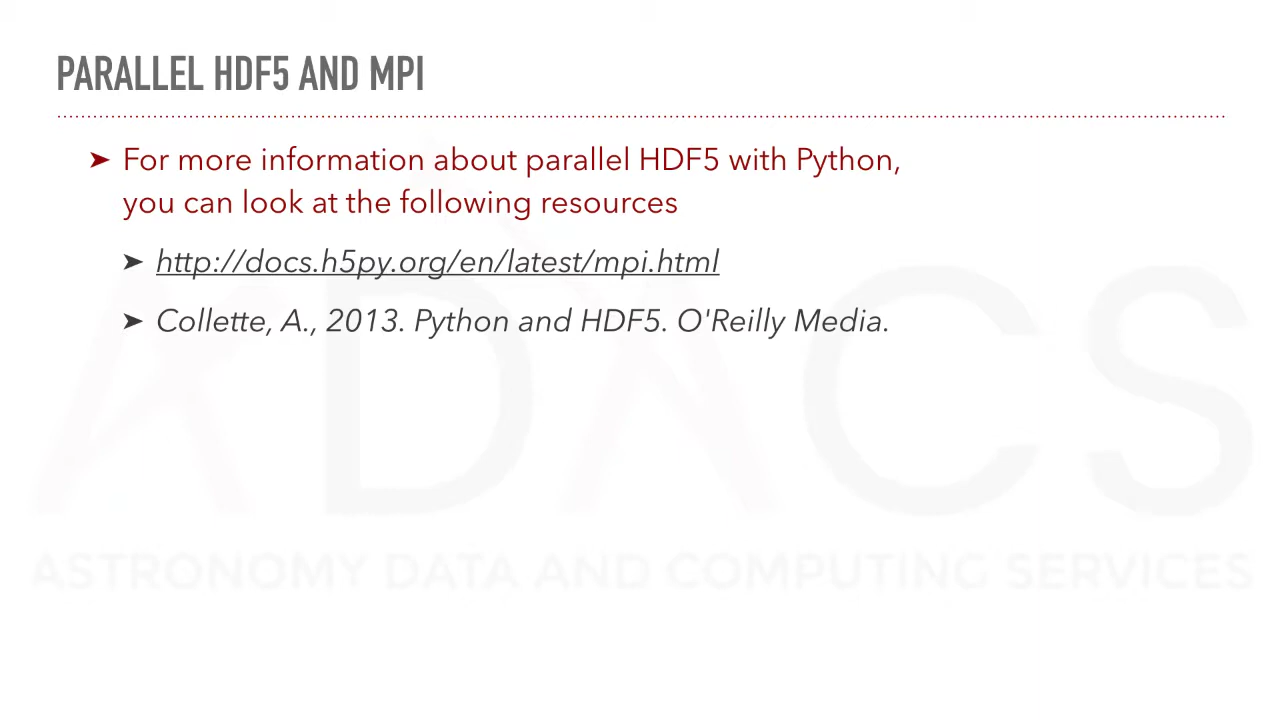 PARALLEL HDF5 AND MPI
➤ For more information about parallel HDF5 with Python,
you can look at the following resources
➤ http://docs.h5py.org/en/latest/mpi.html
➤ Collette, A., 2013. Python and HDF5. O'Reilly Media.
ADACS
ASTRONOMY DATA AND COMPUTING SERVICES